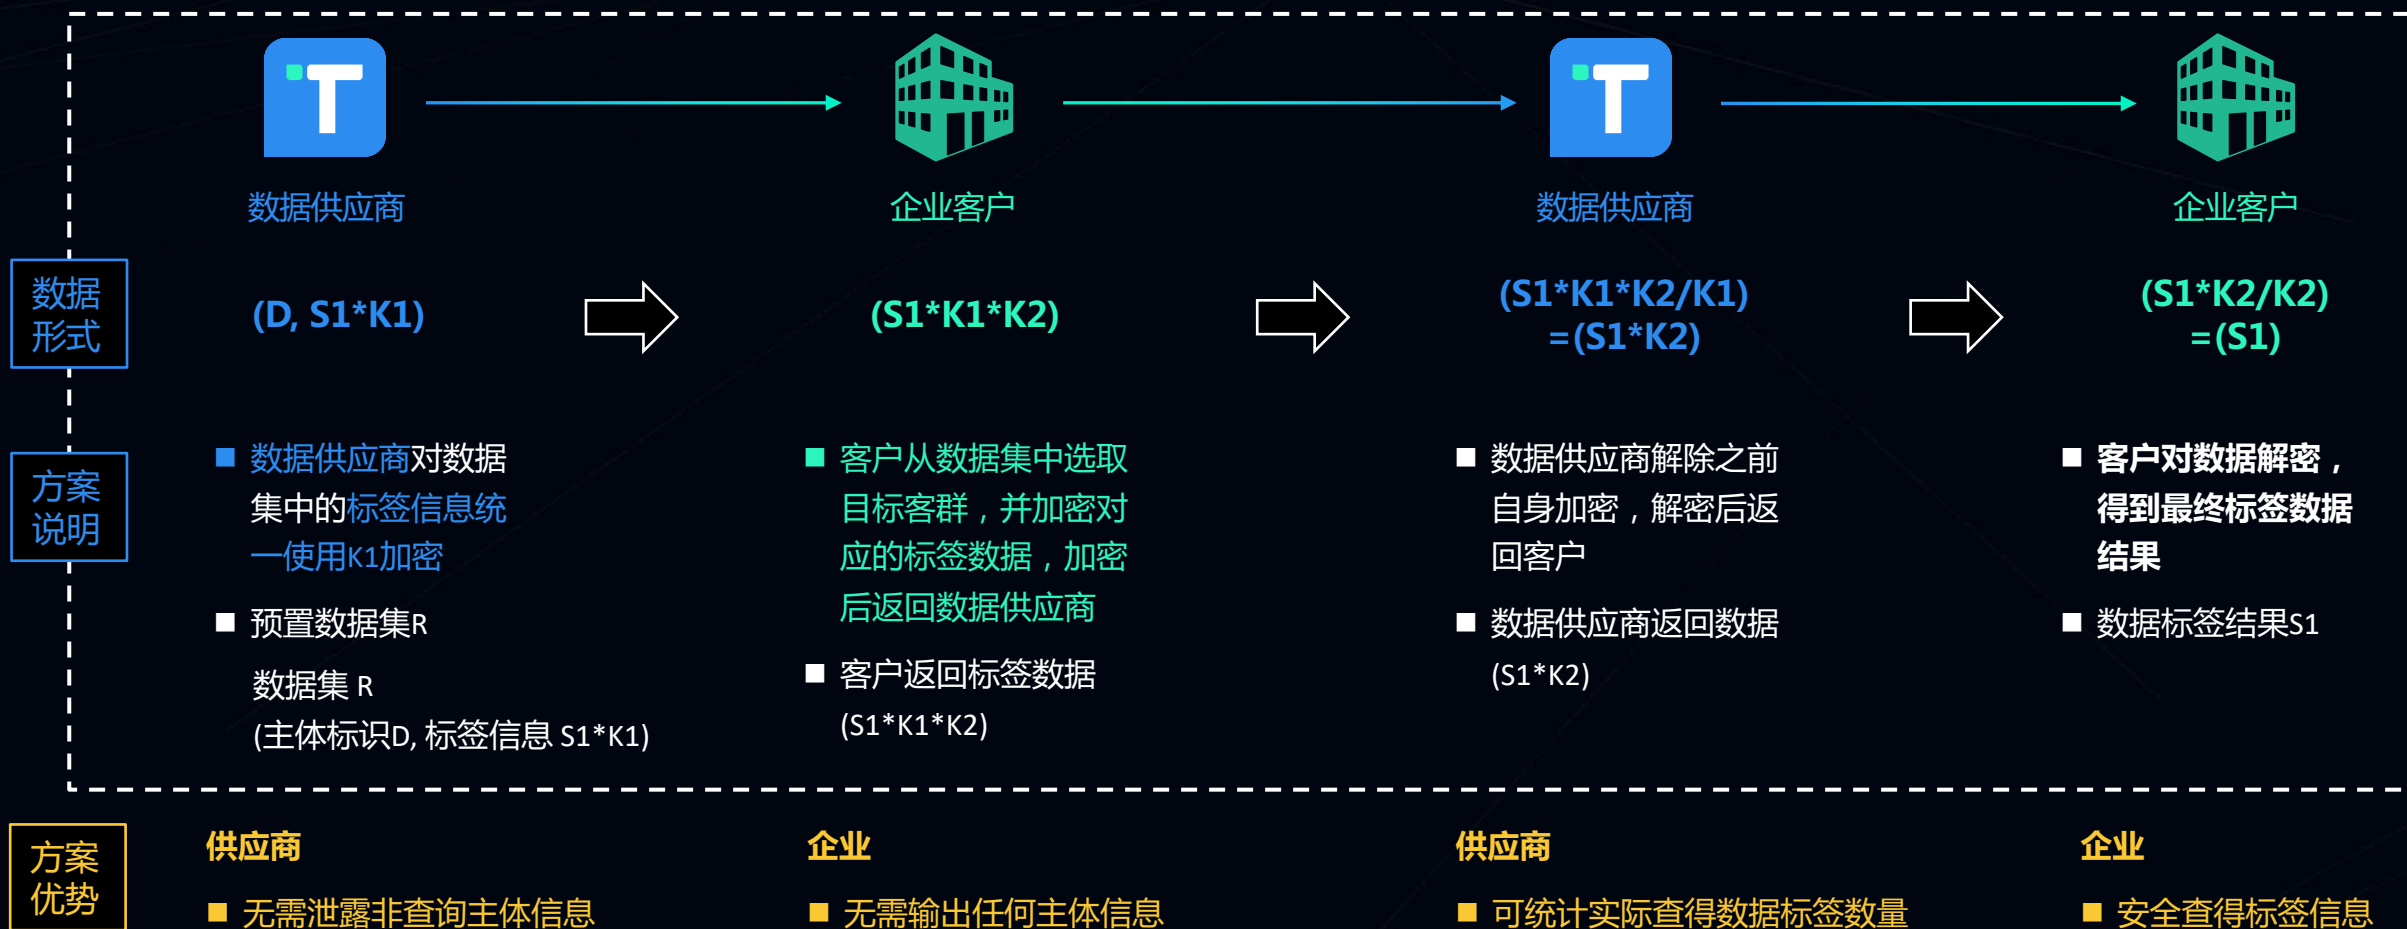 T
T
数据供应商
企业客户
数据供应商
企业客户
数据
形式
(D, S1*K1)
(S1*K1*K2)
(S1*K1*K2/K1)
=(S1*K2)
(S1*K2/K2)
=(S1)
方案
说明
数据供应商对数据
集中的标签信息统
一使用K1加密
预置数据集R
数据集 R
(主体标识D, 标签信息 S1*K1)
客户从数据集中选取
目标客群，并加密对
应的标签数据，加密
后返回数据供应商
客户返回标签数据
(S1*K1*K2)
数据供应商解除之前
自身加密，解密后返
回客户
数据供应商返回数据
(S1*K2)
客户对数据解密，
得到最终标签数据
结果
数据标签结果S1
方案
优势
供应商
无需泄露非查询主体信息
企业
无需输出任何主体信息
供应商
可统计实际查得数据标签数量
企业
安全查得标签信息